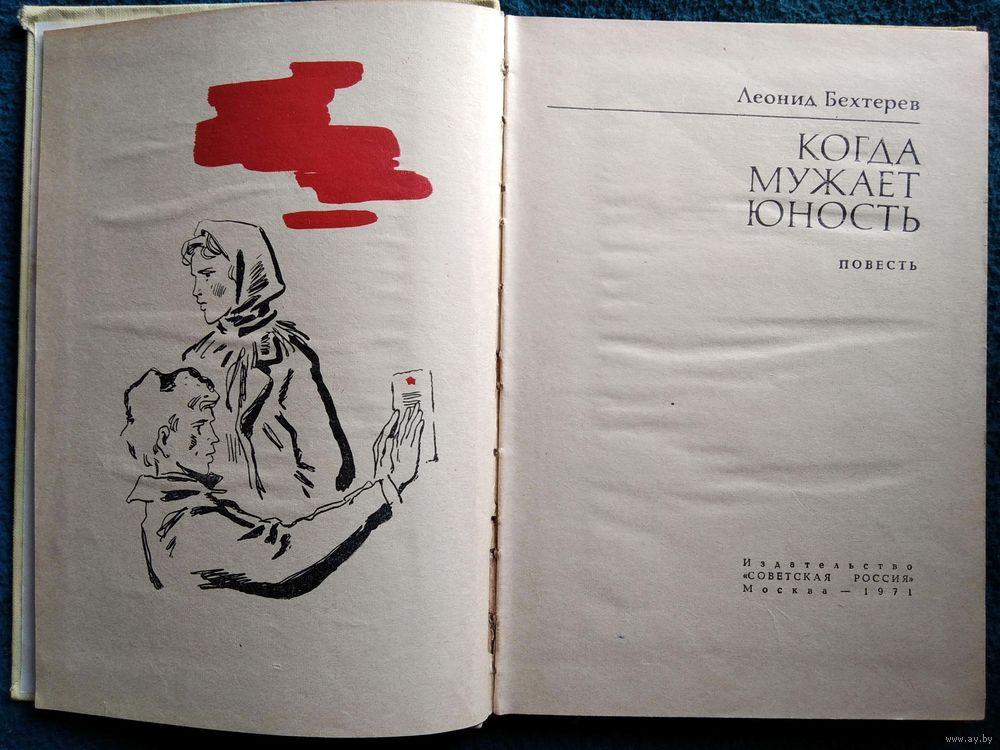 Леонид Бехтерев
КОГДА
МУЖАЕТ
ЮНОСТЬ
ПОВЕСТЬ
Издательство
«СОВЕТСКАЯ РОССИЯ»
Москва — 1971
www.ay.by